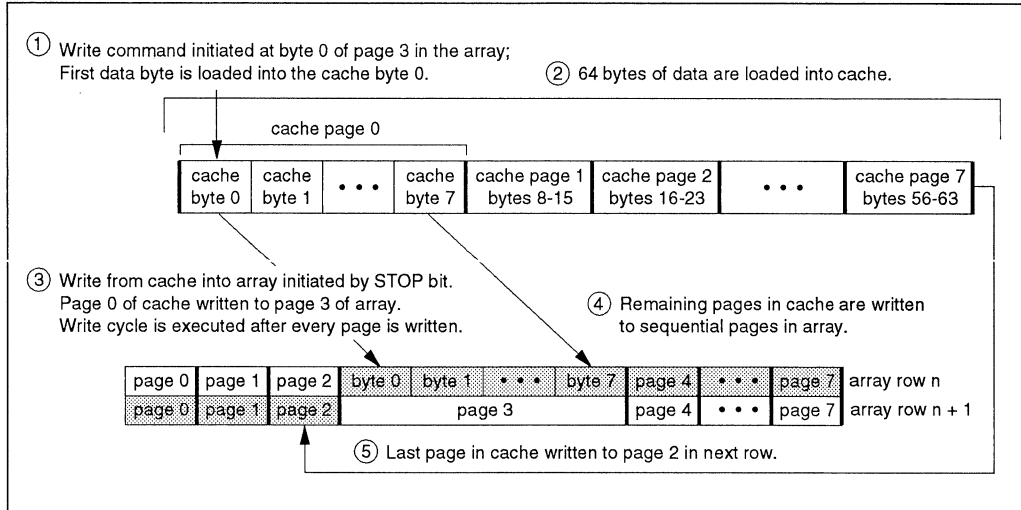 ① Write command initiated at byte 0 of page 3 in the array;
First data byte is loaded into the cache byte 0.
② 64 bytes of data are loaded into cache.
cache page 0
cache byte 0 cache byte 1 • • • cache byte 7 cache page 1 bytes 8-15 cache page 2 bytes 16-23 • • • cache page 7 bytes 56-63
③ Write from cache into array initiated by STOP bit.
Page 0 of cache written to page 3 of array.
Write cycle is executed after every page is written.
④ Remaining pages in cache are written
to sequential pages in array.
page 0 page 1 page 2 byte 0 byte 1 • • • byte 7 page 4 • • • page 7 array row n
page 0 page 1 page 2 page 3 page 4 • • • page 7 array row n + 1
⑤ Last page in cache written to page 2 in next row.